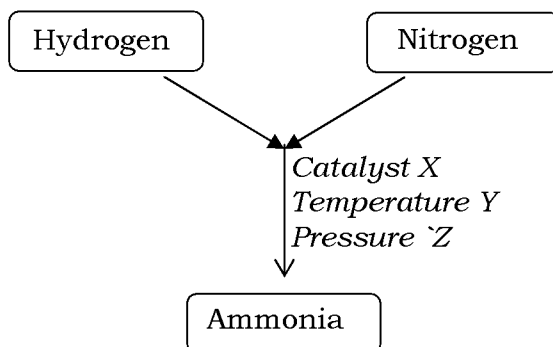 Hydrogen
Nitrogen
Catalyst X
Temperature Y
Pressure `Z
Ammonia